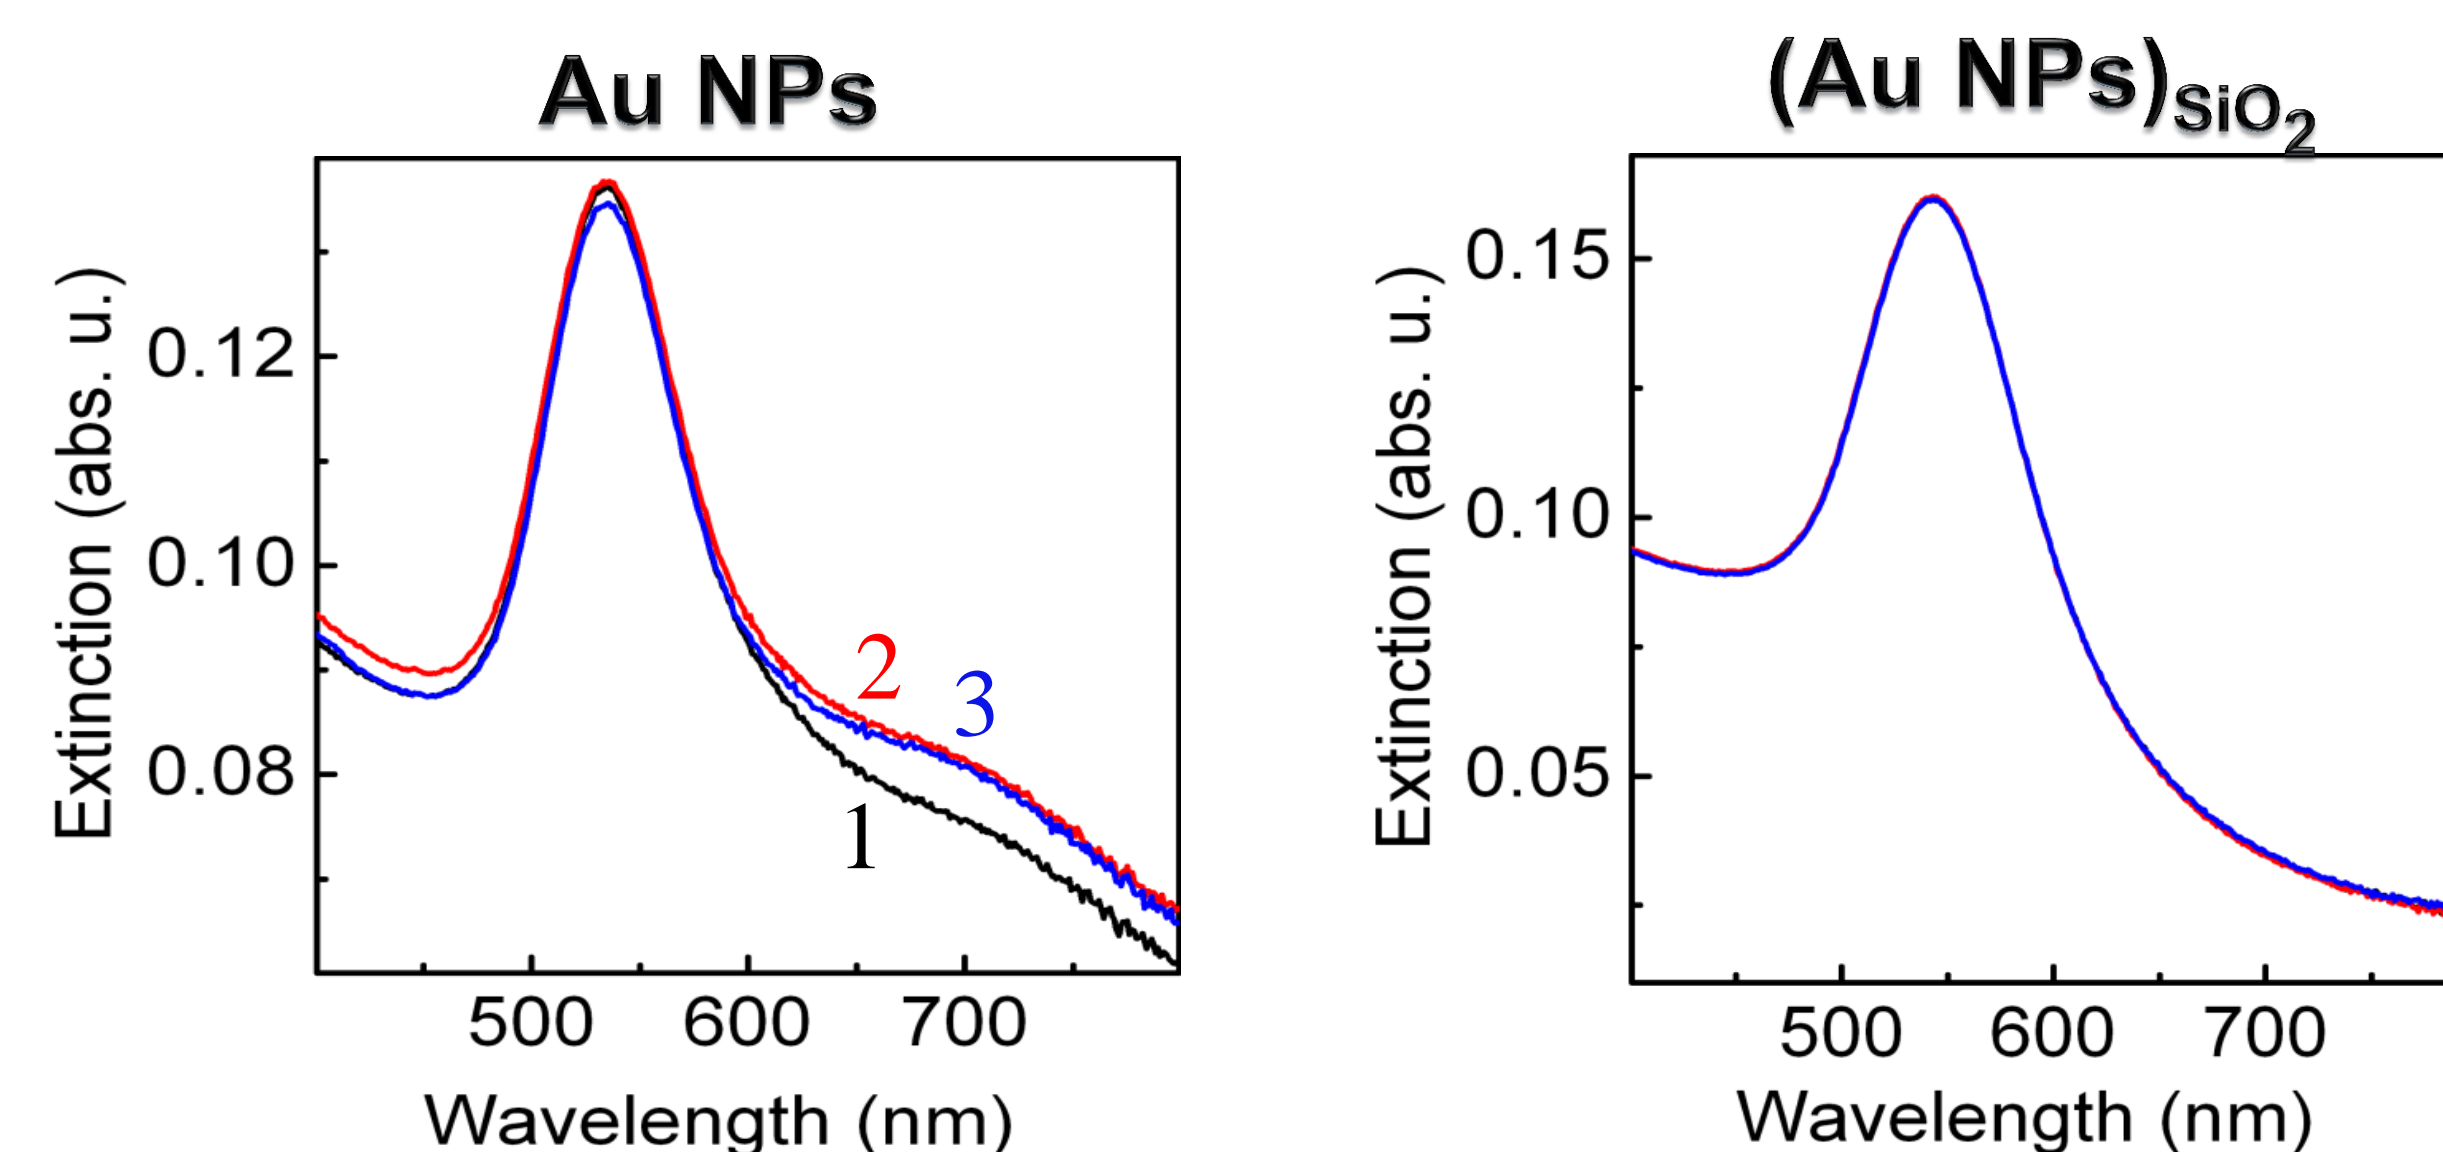 Au NPs
Extinction (abs. u.)
0.12
0.10
0.08
2
3
1
500 600 700
Wavelength (nm)
(Au NPs)SiO2
Extinction (abs. u.)
0.15
0.10
0.05
500 600 700
Wavelength (nm)